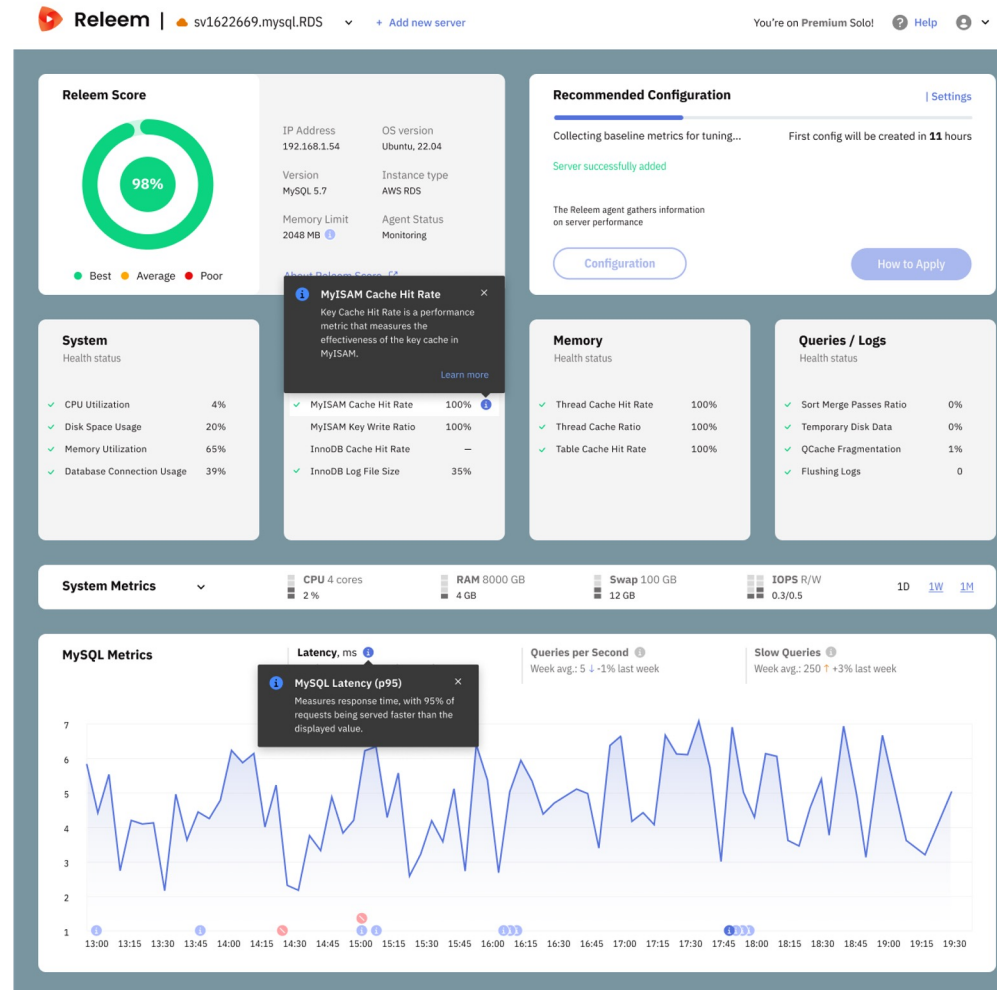 Releem | sv1622669.mysql.RDS + Add new server You're on Premium Solo! ? Help
Releem Score
98%
Best Average Poor
IP Address OS version
192.168.1.54 Ubuntu, 22.04
Version Instance type
MySQL 5.7 AWS RDS
Memory Limit Agent Status
2048 MB i Monitoring
About Releem Score
Recommended Configuration | Settings
Collecting baseline metrics for tuning... First config will be created in 11 hours
Server successfully added
The Releem agent gathers information
on server performance
Configuration How to Apply
i MyISAM Cache Hit Rate ×
Key Cache Hit Rate is a performance
metric that measures the
effectiveness of the key cache in
MyISAM.
Learn more
System
Health status
CPU Utilization 4%
Disk Space Usage 20%
Memory Utilization 65%
Database Connection Usage 39%
MyISAM Cache Hit Rate 100% i
MyISAM Key Write Ratio 100%
InnoDB Cache Hit Rate –
InnoDB Log File Size 35%
Memory
Health status
Thread Cache Hit Rate 100%
Thread Cache Ratio 100%
Table Cache Hit Rate 100%
Queries / Logs
Health status
Sort Merge Passes Ratio 0%
Temporary Disk Data 0%
QCache Fragmentation 1%
Flushing Logs 0
System Metrics
CPU 4 cores
2 %
RAM 8000 GB
4 GB
Swap 100 GB
12 GB
IOPS R/W
0.3/0.5
1D 1W 1M
MySQL Metrics
Latency, ms i
Queries per Second i
Week avg.: 5 ↓ -1% last week
Slow Queries i
Week avg.: 250 ↑ +3% last week
i MySQL Latency (p95) ×
Measures response time, with 95% of
requests being served faster than the
displayed value.
7
6
5
4
3
2
1
13:00 13:15 13:30 13:45 14:00 14:15 14:30 14:45 15:00 15:15 15:30 15:45 16:00 16:15 16:30 16:45 17:00 17:15 17:30 17:45 18:00 18:15 18:30 18:45 19:00 19:15 19:30